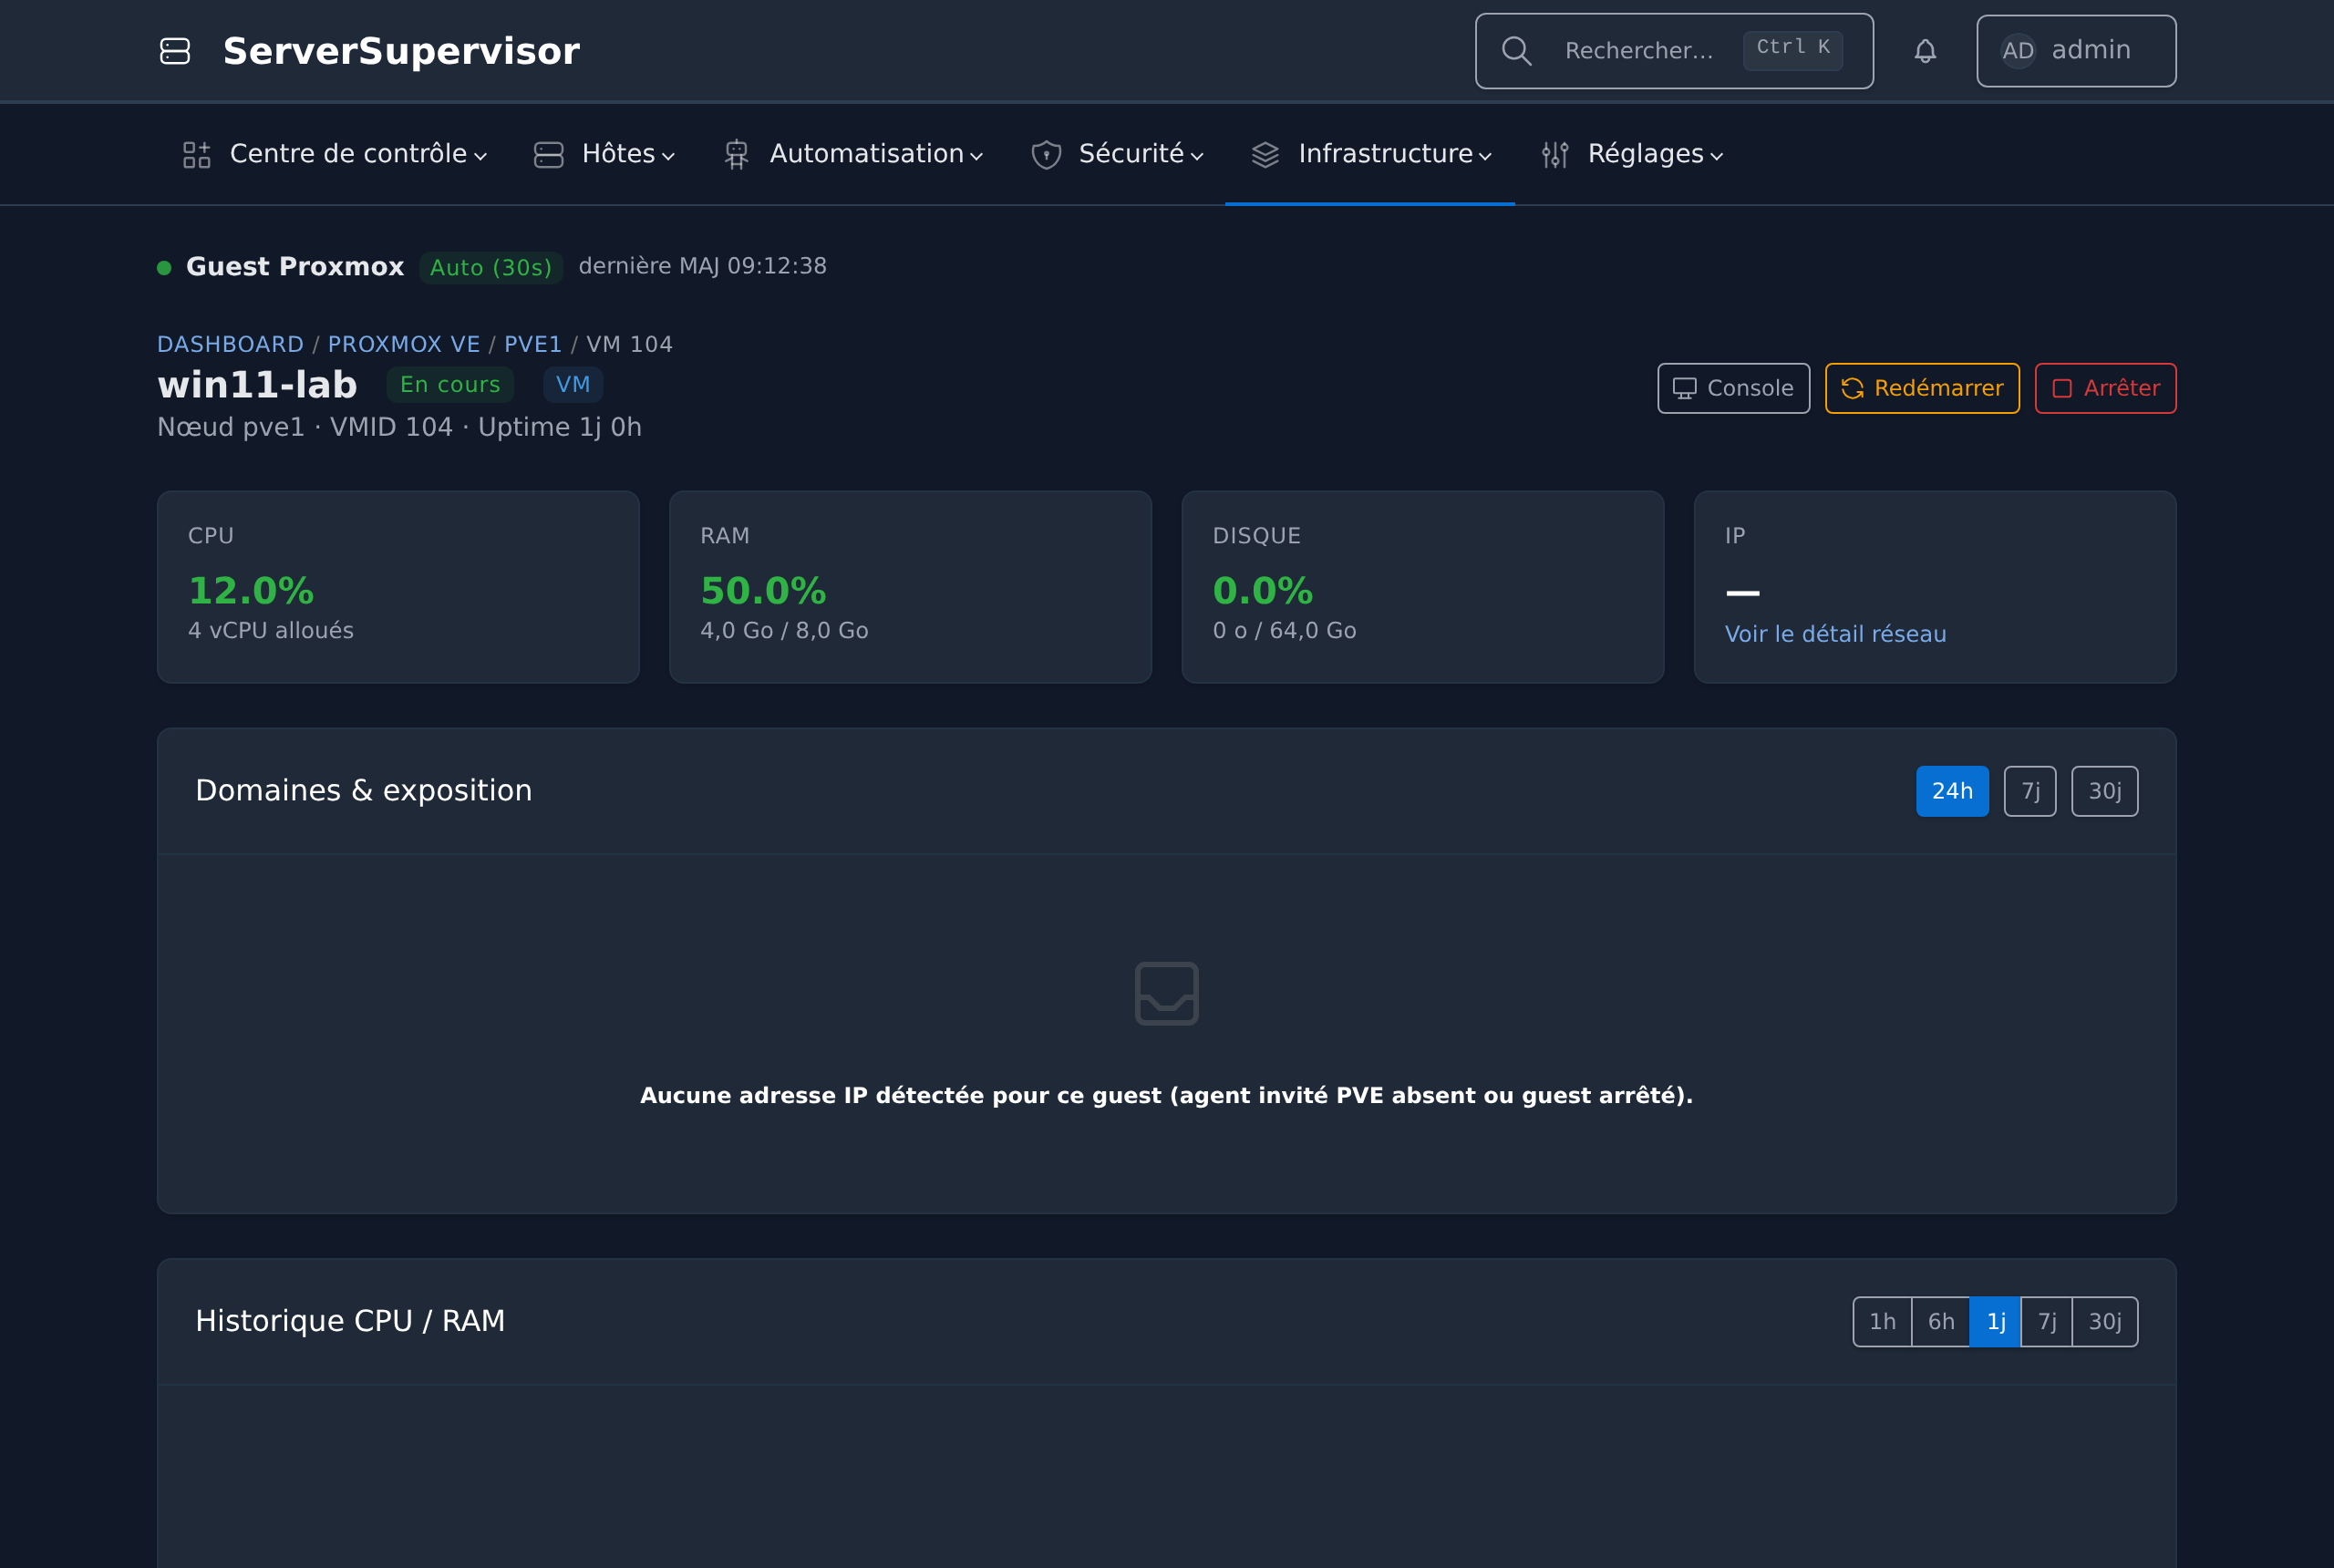 ServerSupervisor
Rechercher... Ctrl K
AD admin
Centre de contrôle Hôtes Automatisation Sécurité Infrastructure Réglages
Guest Proxmox Auto (30s) dernière MAJ 09:12:38
DASHBOARD / PROXMOX VE / PVE1 / VM 104
win11-lab En cours VM
Nœud pve1 · VMID 104 · Uptime 1j 0h
Console Redémarrer Arrêter
CPU
12.0%
4 vCPU alloués
RAM
50.0%
4,0 Go / 8,0 Go
DISQUE
0.0%
0 o / 64,0 Go
IP
—
Voir le détail réseau
Domaines & exposition
24h 7j 30j
Aucune adresse IP détectée pour ce guest (agent invité PVE absent ou guest arrêté).
Historique CPU / RAM
1h 6h 1j 7j 30j